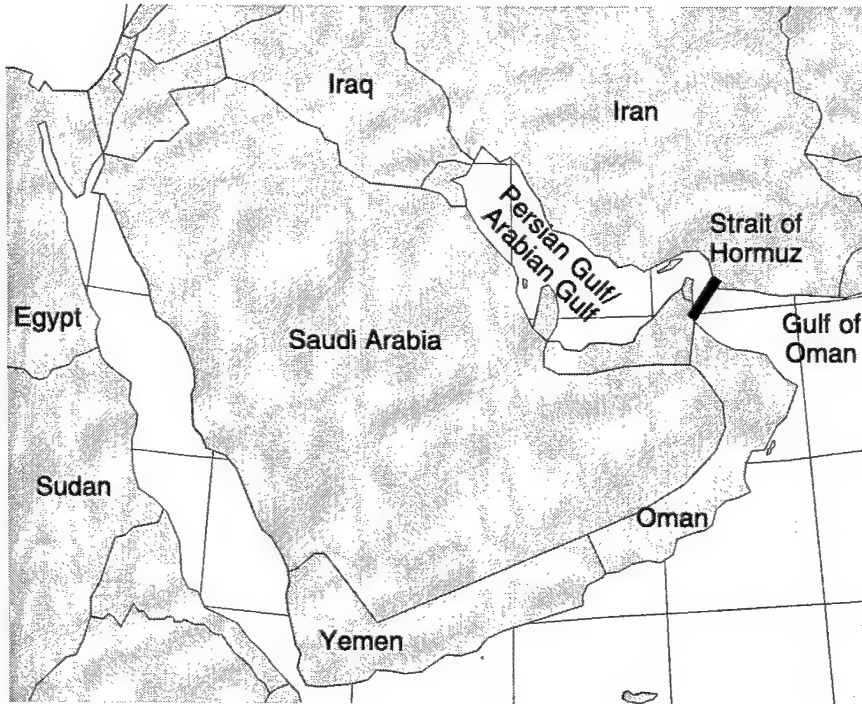 Iraq
Iran
Persian Gulf/
Arabian Gulf
Strait of
Hormuz
Egypt
Saudi Arabia
Gulf of
Oman
Sudan
Oman
Yemen